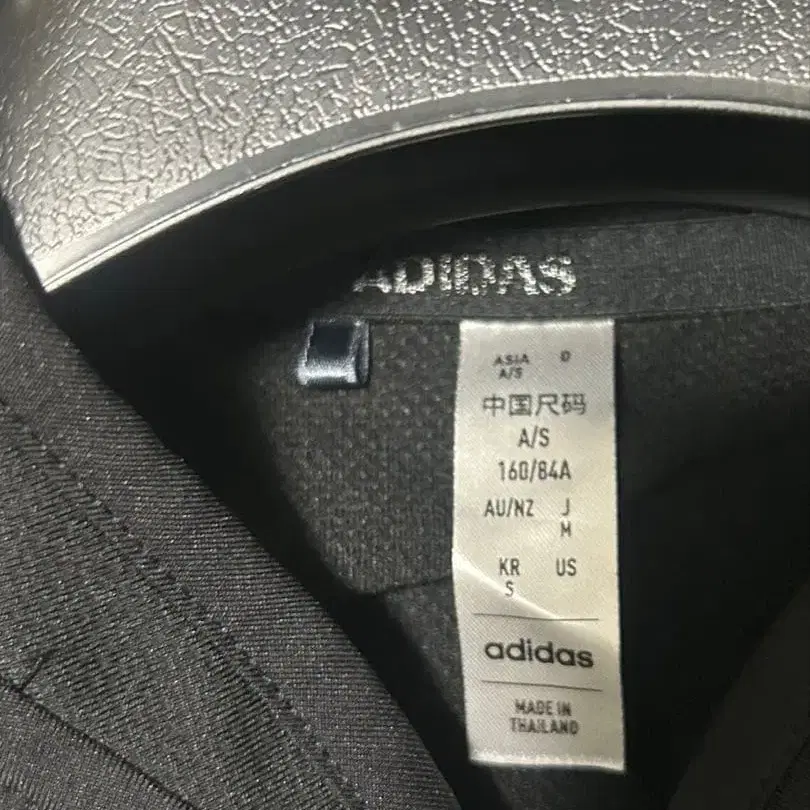 ADIDAS
ASIA D
A/S
中国尺码
A/S
160/84A
AU/NZ J
M
KR US
S
adidas
MADE IN
THAILAND